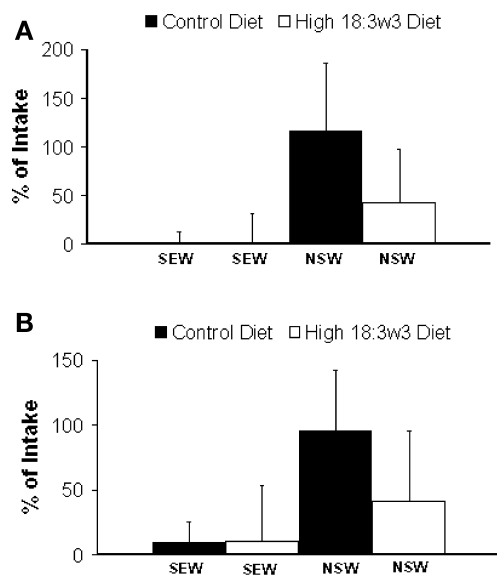 A
Control Diet High 18:3w3 Diet
% of Intake
200
150
100
50
0
SEW SEW NSW NSW
B
Control Diet High 18:3w3 Diet
% of Intake
150
100
50
0
SEW SEW NSW NSW